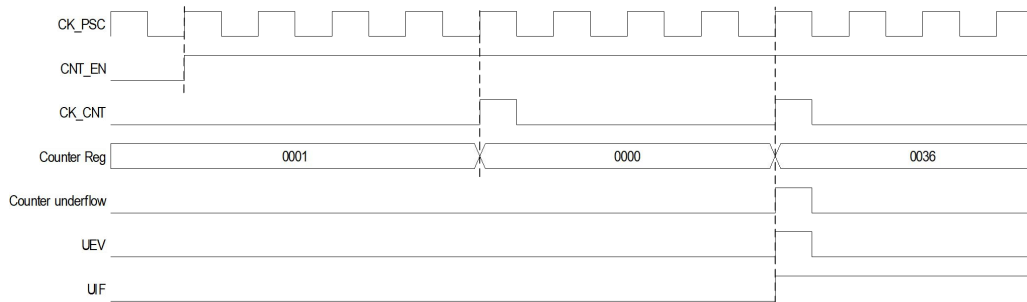 CK_PSC
CNT_EN
CK_CNT
Counter Reg 0001 0000 0036
Counter underflow
UEV
UIF